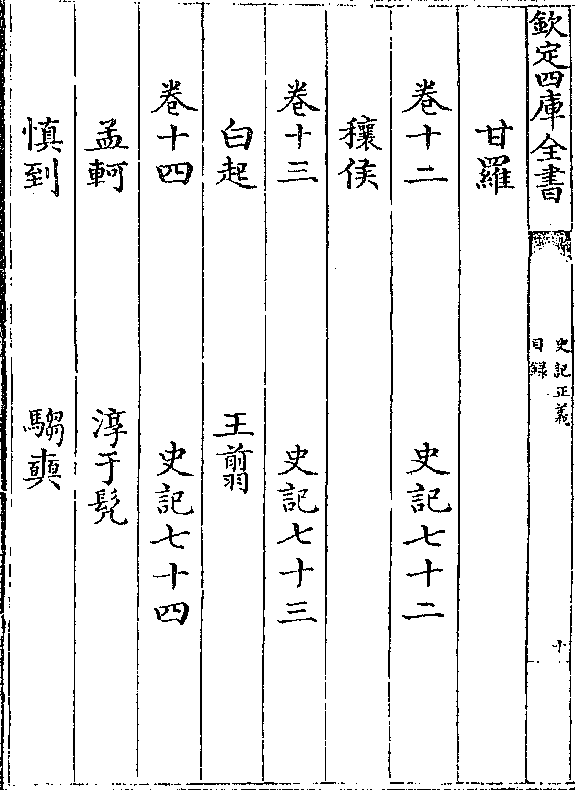 欽定四庫全書
史記正義
目録
十
甘羅
卷十二 史記七十二
穰侯
卷十三 史記七十三
白起 王翦
卷十四 史記七十四
孟軻 淳于髡
慎到 騶奭